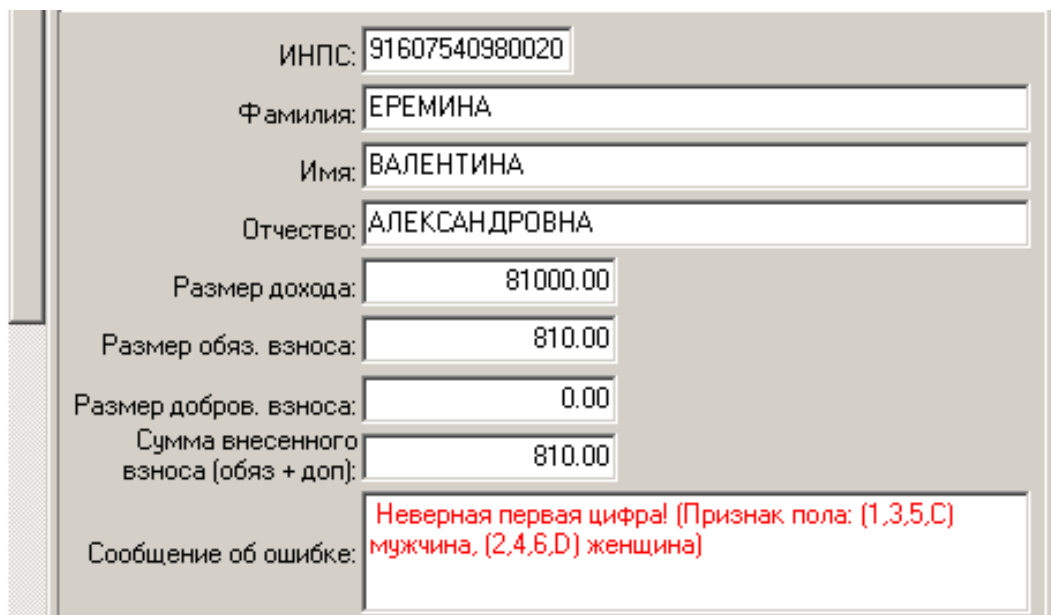 ИНПС: 91607540980020
Фамилия: ЕРЕМИНА
Имя: ВАЛЕНТИНА
Отчество: АЛЕКСАНДРОВНА
Размер дохода: 81000.00
Размер обяз. взноса: 810.00
Размер добров. взноса: 0.00
Сумма внесенного
взноса (обяз + доп): 810.00
Сообщение об ошибке:
Неверная первая цифра! (Признак пола: (1,3,5,C)
мужчина, (2,4,6,D) женщина)